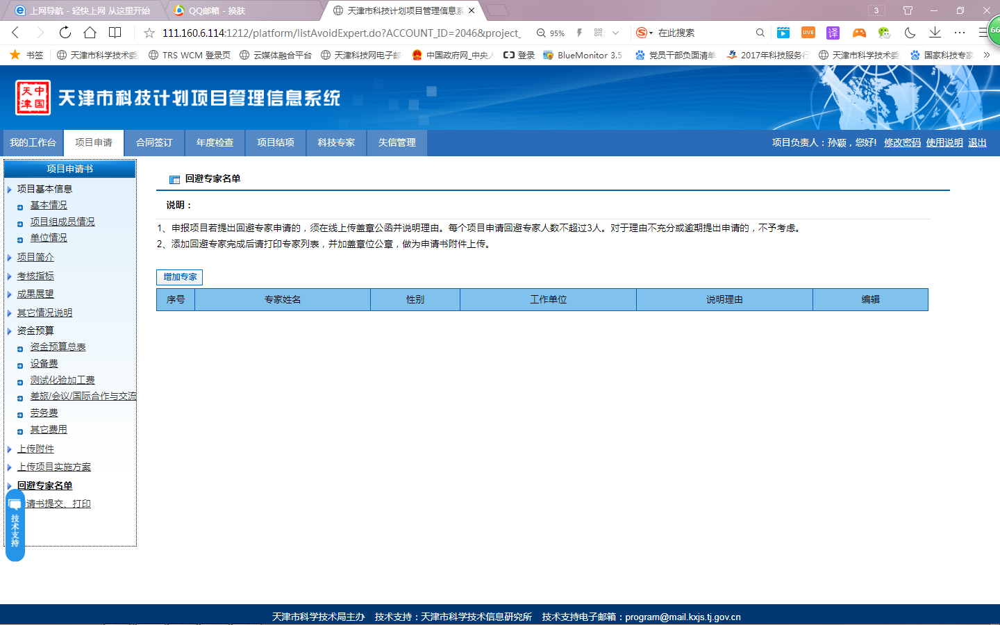 上网导航 - 轻快上网 从这里开始
QQ邮箱 - 换肤
天津市科技计划项目管理信息系
3
111.160.6.114:1212/platform/listAvoidExpert.do?ACCOUNT_ID=2046&project_
95%
在此搜索
LIVE
译
66
书签
天津市科学技术委
TRS WCM 登录页
云媒体融合平台
天津科技网电子邮
中国政府网_中央人
登录
BlueMonitor 3.5
党员干部负面清单
2017年科技服务行
天津市科学技术委
国家科技专家
中国天津
天津市科技计划项目管理信息系统
我的工作台
项目申请
合同签订
年度检查
项目结项
科技专家
失信管理
项目负责人：孙颖，您好!
修改密码
使用说明
退出
项目申请书
项目基本信息
基本情况
项目组成员情况
单位情况
项目简介
考核指标
成果展望
其它情况说明
资金预算
资金预算总表
设备费
测试化验加工费
差旅/会议/国际合作与交流
劳务费
其它费用
上传附件
上传项目实施方案
回避专家名单
请书提交、打印
技术支持
回避专家名单
说明：
1、申报项目若提出回避专家申请的，须在线上传盖章公函并说明理由。每个项目申请回避专家人数不超过3人。对于理由不充分或逾期提出申请的，不予考虑。
2、添加回避专家完成后请打印专家列表，并加盖章位公章，做为申请书附件上传。
增加专家
序号 专家姓名 性别 工作单位 说明理由 编辑
天津市科学技术局主办 技术支持：天津市科学技术信息研究所 技术支持电子邮箱：program@mail.kxjs.tj.gov.cn